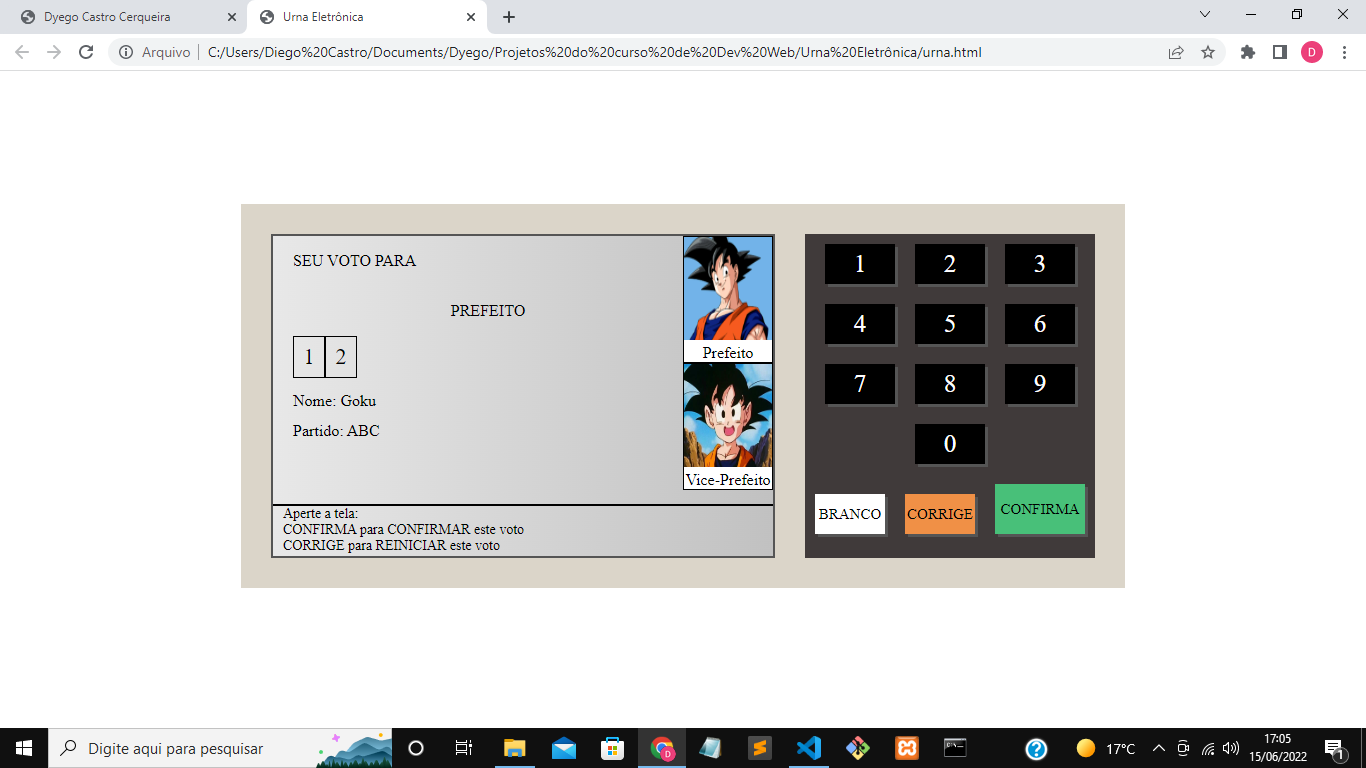 Dyego Castro Cerqueira
Urna Eletrônica
Arquivo
C:/Users/Diego%20Castro/Documents/Dyego/Projetos%20do%20curso%20de%20Dev%20Web/Urna%20Eletrônica/urna.html
D
SEU VOTO PARA
PREFEITO
1 2
Nome: Goku
Partido: ABC
Prefeito
Vice-Prefeito
Aperte a tela:
CONFIRMA para CONFIRMAR este voto
CORRIGE para REINICIAR este voto
1 2 3
4 5 6
7 8 9
0
BRANCO CORRIGE CONFIRMA
Digite aqui para pesquisar
D
17°C
17:05
15/06/2022
1